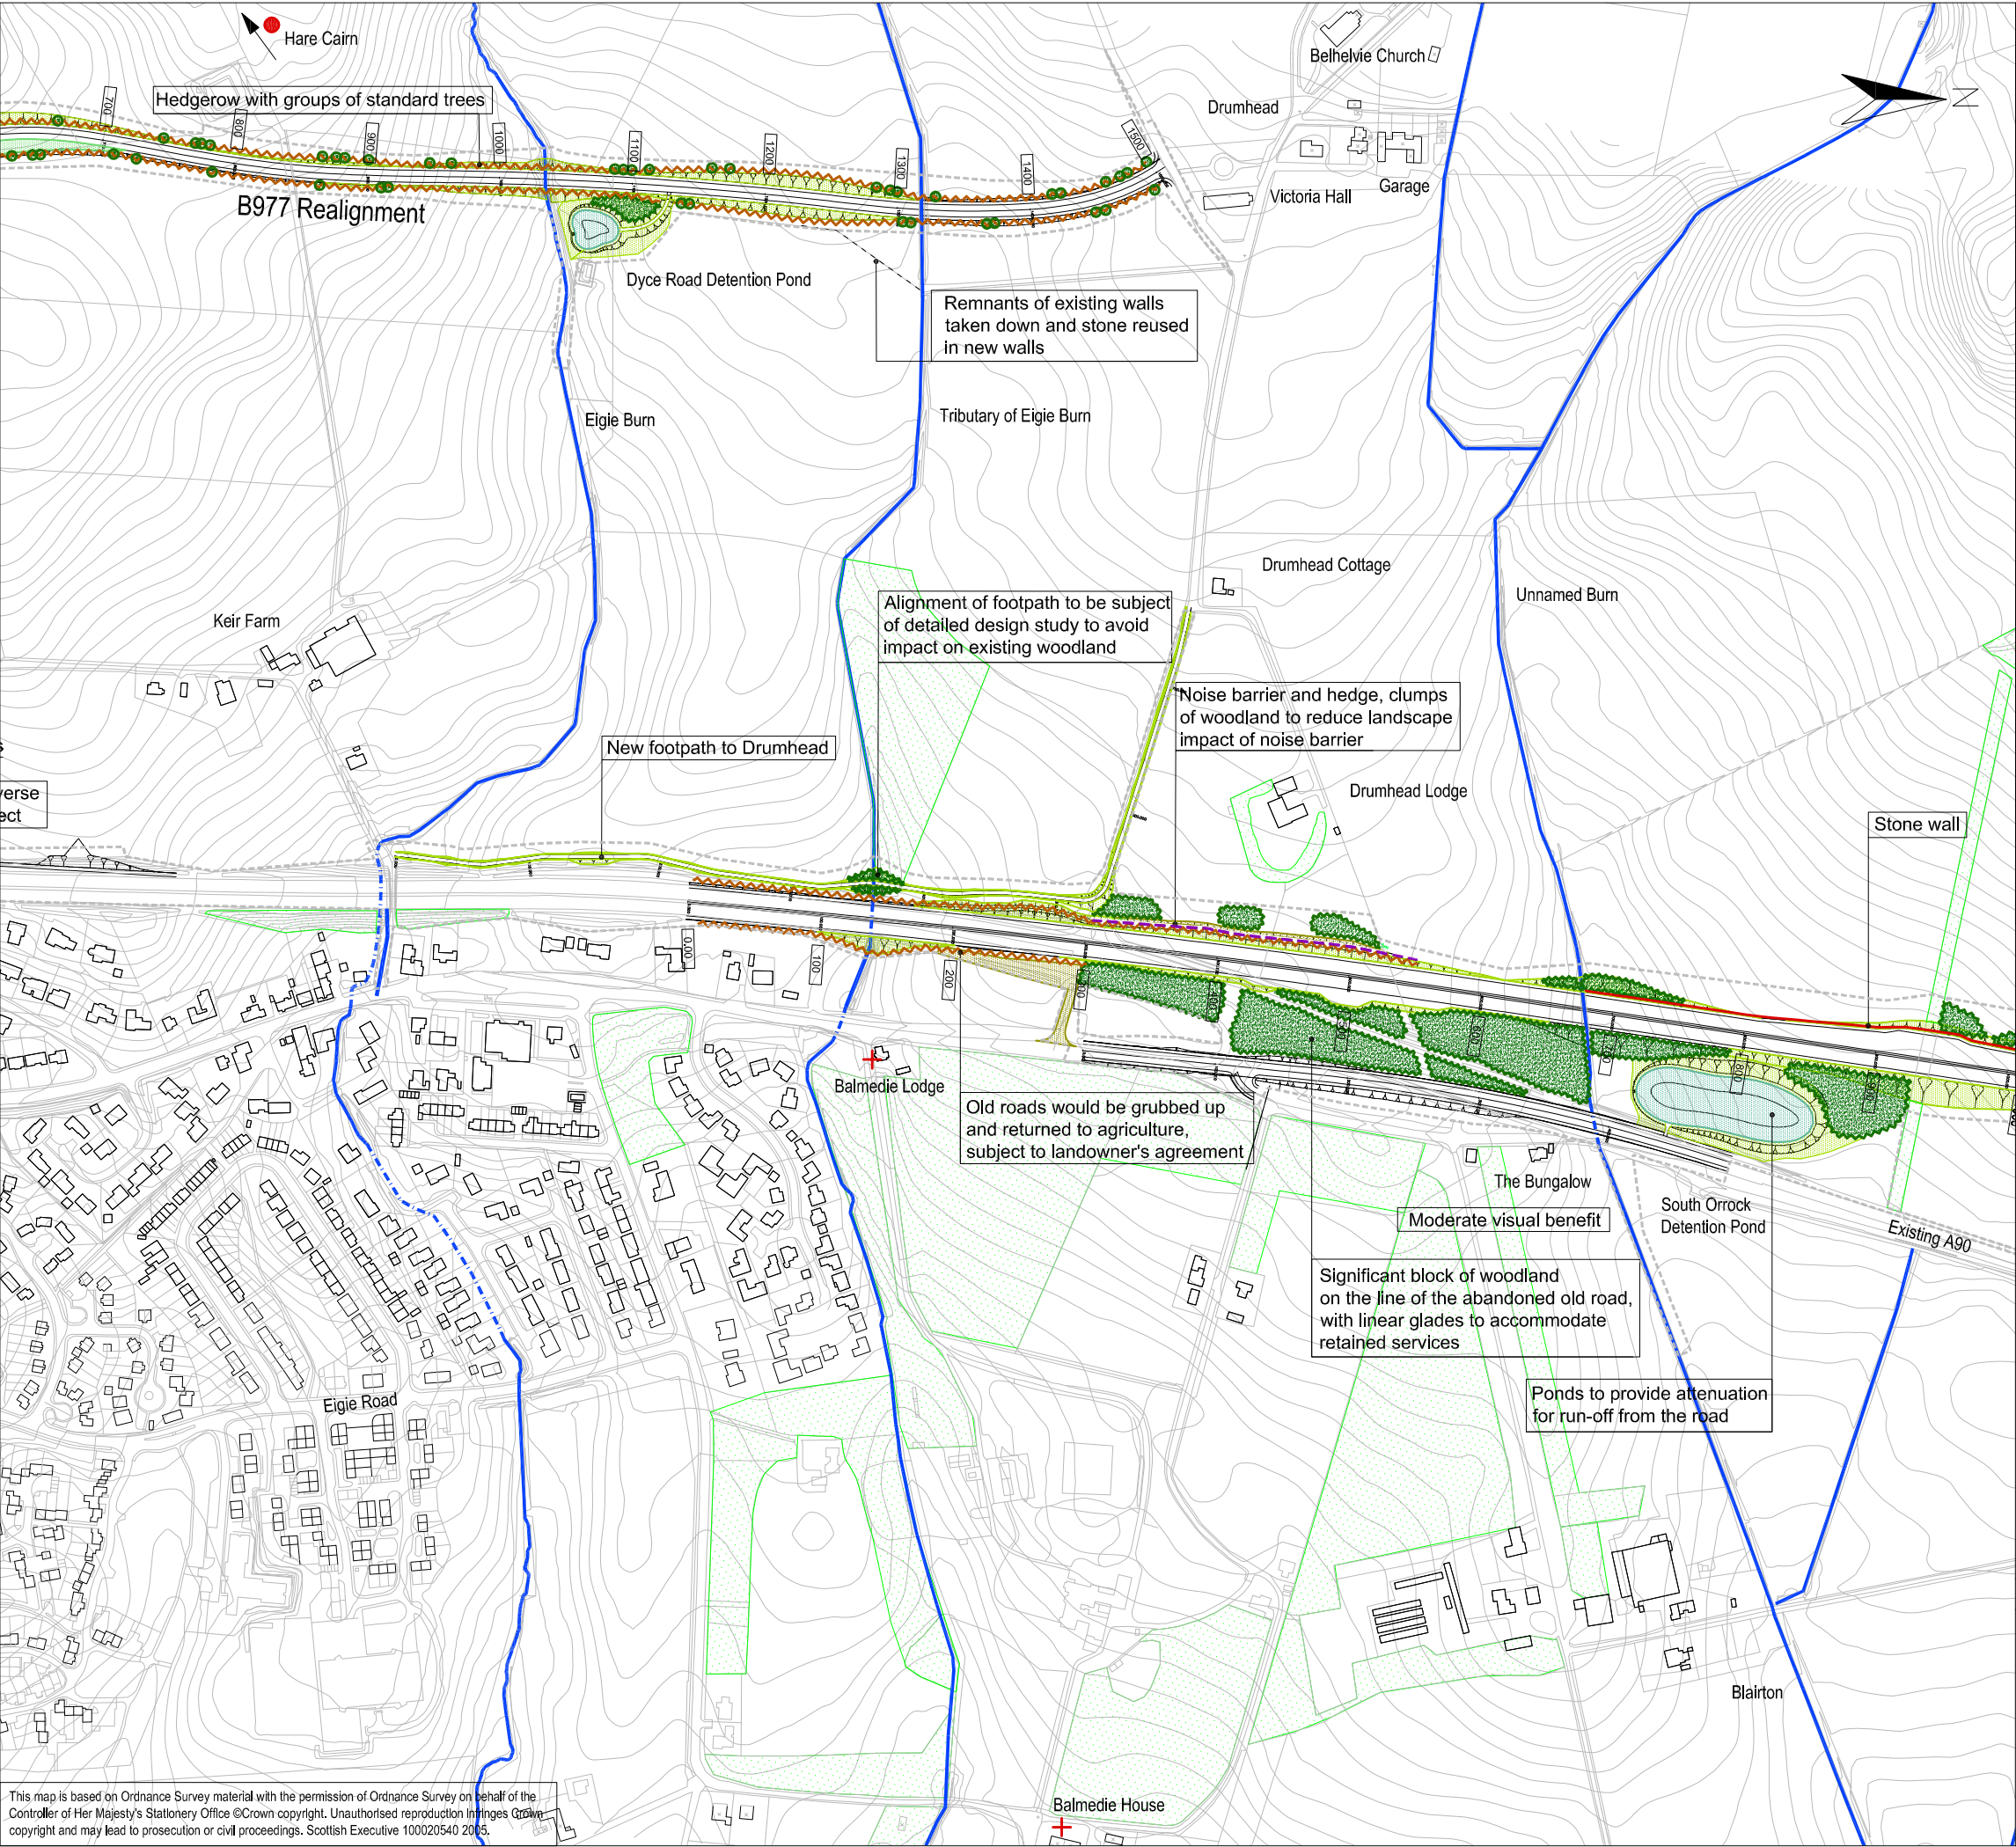 Hare Cairn
Belhelvie Church
N
Hedgerow with groups of standard trees
Drumhead
700
800
900
1000
1100
1200
1300
1400
1500
B977 Realignment
Victoria Hall
Garage
Dyce Road Detention Pond
Remnants of existing walls
taken down and stone reused
in new walls
Eigie Burn
Tributary of Eigie Burn
Drumhead Cottage
Unnamed Burn
Keir Farm
Alignment of footpath to be subject
of detailed design study to avoid
impact on existing woodland
Noise barrier and hedge, clumps
of woodland to reduce landscape
impact of noise barrier
New footpath to Drumhead
Drumhead Lodge
verse
ect
Stone wall
0.00
100
200
800
Balmedie Lodge
Old roads would be grubbed up
and returned to agriculture,
subject to landowner's agreement
The Bungalow
South Orrock
Detention Pond
Moderate visual benefit
Existing A90
Significant block of woodland
on the line of the abandoned old road,
with linear glades to accommodate
retained services
Ponds to provide attenuation
for run-off from the road
Eigie Road
Blairton
Balmedie House
This map is based on Ordnance Survey material with the permission of Ordnance Survey on behalf of the
Controller of Her Majesty's Stationery Office ©Crown copyright. Unauthorised reproduction infringes Crown
copyright and may lead to prosecution or civil proceedings. Scottish Executive 100020540 2005.